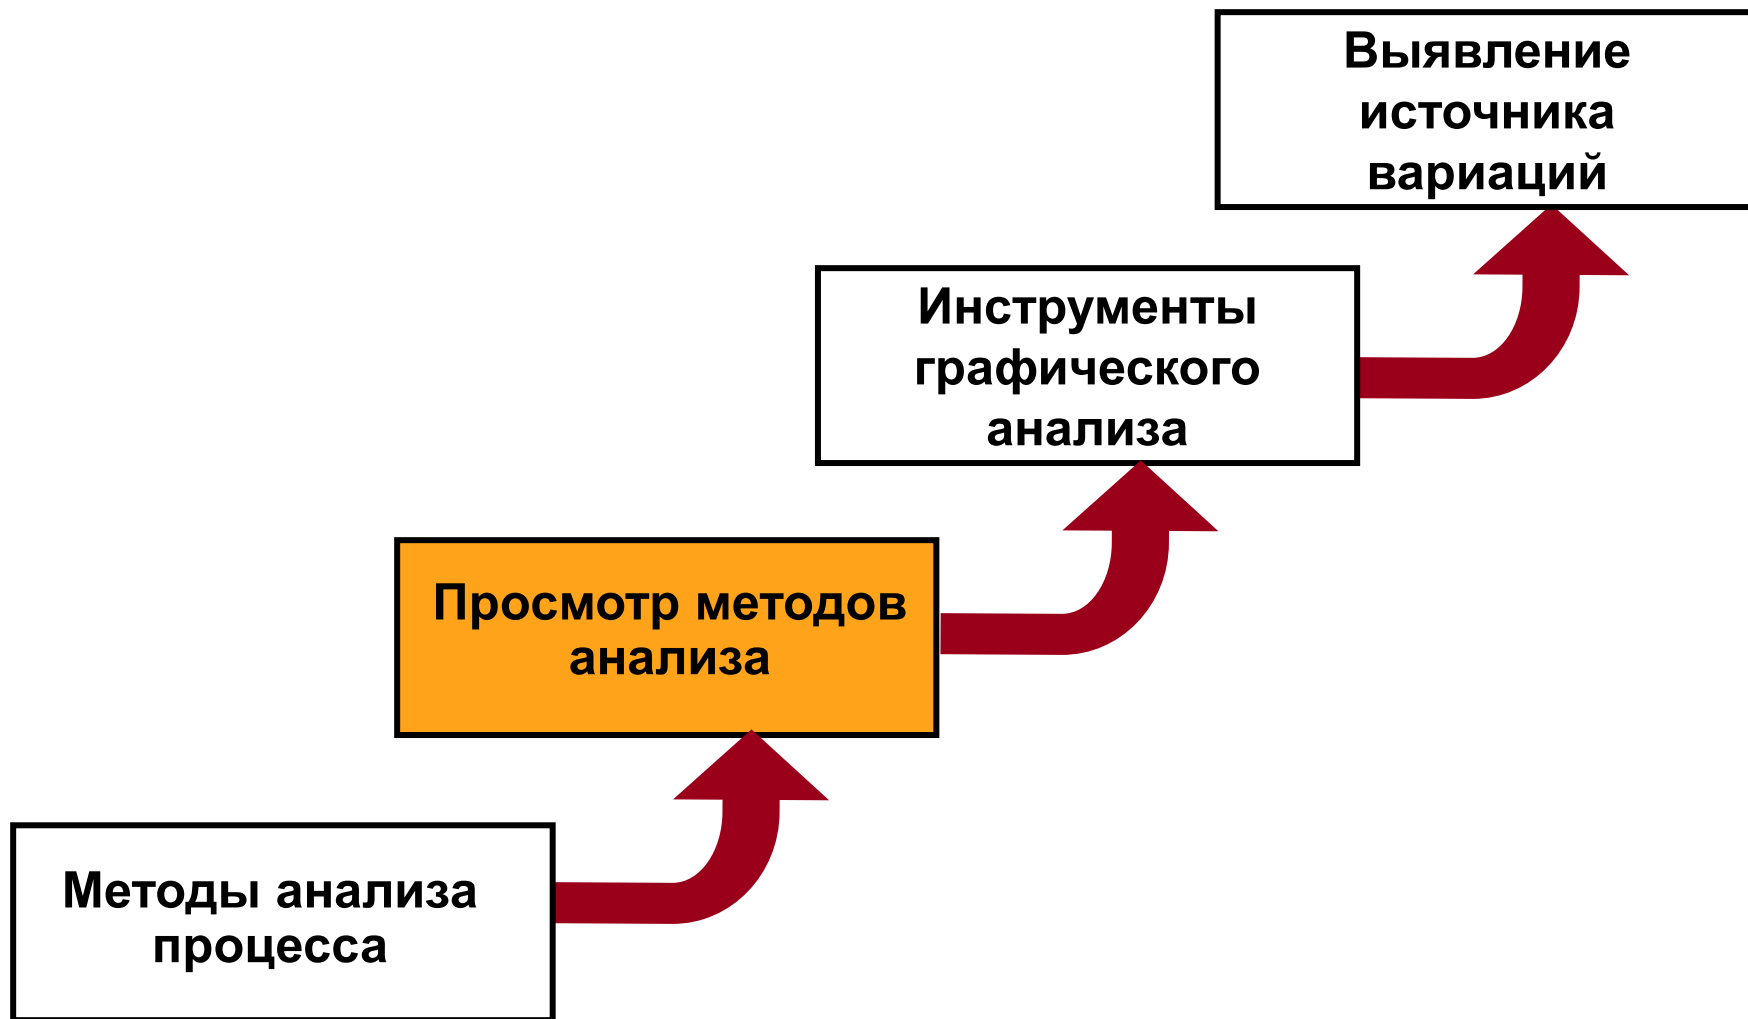 Выявление
источника
вариаций
Инструменты
графического
анализа
Просмотр методов
анализа
Методы анализа
процесса